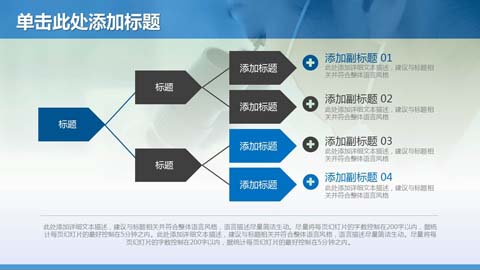 单击此处添加标题
标题
标题
标题
添加标题
添加标题
添加标题
添加标题
添加副标题 01
此处添加详细文本描述，建议与标题相
关并符合整体语言风格
添加副标题 02
此处添加详细文本描述，建议与标题相
关并符合整体语言风格
添加副标题 03
此处添加详细文本描述，建议与标题相
关并符合整体语言风格
添加副标题 04
此处添加详细文本描述，建议与标题相
关并符合整体语言风格
此处添加详细文本描述，建议与标题相关并符合整体语言风格，语言描述尽量简洁生动。尽量将每页幻灯片的字数控制在200字以内，据统
计每页幻灯片的最好控制在5分钟之内。此处添加详细文本描述，建议与标题相关并符合整体语言风格，语言描述尽量简洁生动。尽量将每页
幻灯片的字数控制在200字以内，据统计每页幻灯片的最好控制在5分钟之内。